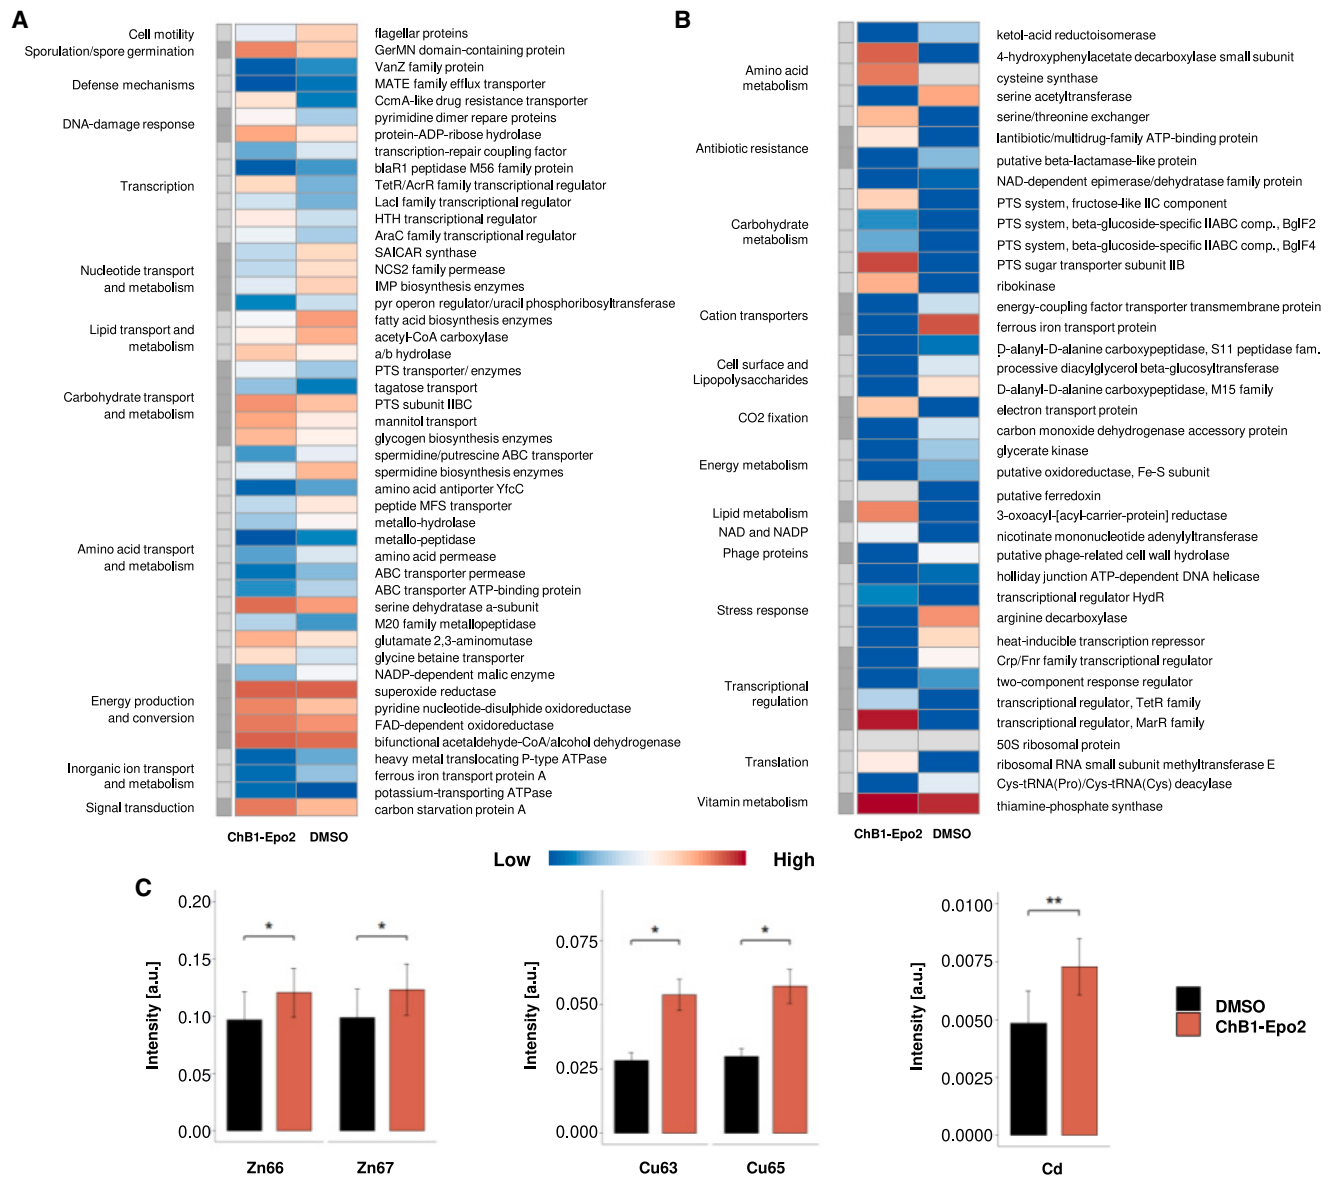 A
Cell motility
Sporulation/spore germination
Defense mechanisms
DNA-damage response
Transcription
Nucleotide transport
and metabolism
Lipid transport and
metabolism
Carbohydrate transport
and metabolism
Amino acid transport
and metabolism
Energy production
and conversion
Inorganic ion transport
and metabolism
Signal transduction
flagellar proteins
GerMN domain-containing protein
VanZ family protein
MATE family efflux transporter
CcmA-like drug resistance transporter
pyrimidine dimer repare proteins
protein-ADP-ribose hydrolase
transcription-repair coupling factor
blaR1 peptidase M56 family protein
TetR/AcrR family transcriptional regulator
LacI family transcriptional regulator
HTH transcriptional regulator
AraC family transcriptional regulator
SAICAR synthase
NCS2 family permease
IMP biosynthesis enzymes
pyr operon regulator/uracil phosphoribosyltransferase
fatty acid biosynthesis enzymes
acetyl-CoA carboxylase
a/b hydrolase
PTS transporter/ enzymes
tagatose transport
PTS subunit IIBC
mannitol transport
glycogen biosynthesis enzymes
spermidine/putrescine ABC transporter
spermidine biosynthesis enzymes
amino acid antiporter YfcC
peptide MFS transporter
metallo-hydrolase
metallo-peptidase
amino acid permease
ABC transporter permease
ABC transporter ATP-binding protein
serine dehydratase a-subunit
M20 family metallopeptidase
glutamate 2,3-aminomutase
glycine betaine transporter
NADP-dependent malic enzyme
superoxide reductase
pyridine nucleotide-disulphide oxidoreductase
FAD-dependent oxidoreductase
bifunctional acetaldehyde-CoA/alcohol dehydrogenase
heavy metal translocating P-type ATPase
ferrous iron transport protein A
potassium-transporting ATPase
carbon starvation protein A
ChB1-Epo2 DMSO
B
Amino acid
metabolism
Antibiotic resistance
Carbohydrate
metabolism
Cation transporters
Cell surface and
Lipopolysaccharides
CO2 fixation
Energy metabolism
Lipid metabolism
NAD and NADP
Phage proteins
Stress response
Transcriptional
regulation
Translation
Vitamin metabolism
ketol-acid reductoisomerase
4-hydroxyphenylacetate decarboxylase small subunit
cysteine synthase
serine acetyltransferase
serine/threonine exchanger
lantibiotic/multidrug-family ATP-binding protein
putative beta-lactamase-like protein
NAD-dependent epimerase/dehydratase family protein
PTS system, fructose-like IIC component
PTS system, beta-glucoside-specific IIABC comp., BglF2
PTS system, beta-glucoside-specific IIABC comp., BglF4
PTS sugar transporter subunit IIB
ribokinase
energy-coupling factor transporter transmembrane protein
ferrous iron transport protein
D-alanyl-D-alanine carboxypeptidase, S11 peptidase fam.
processive diacylglycerol beta-glucosyltransferase
D-alanyl-D-alanine carboxypeptidase, M15 family
electron transport protein
carbon monoxide dehydrogenase accessory protein
glycerate kinase
putative oxidoreductase, Fe-S subunit
putative ferredoxin
3-oxoacyl-[acyl-carrier-protein] reductase
nicotinate mononucleotide adenylyltransferase
putative phage-related cell wall hydrolase
holliday junction ATP-dependent DNA helicase
transcriptional regulator HydR
arginine decarboxylase
heat-inducible transcription repressor
Crp/Fnr family transcriptional regulator
two-component response regulator
transcriptional regulator, TetR family
transcriptional regulator, MarR family
50S ribosomal protein
ribosomal RNA small subunit methyltransferase E
Cys-tRNA(Pro)/Cys-tRNA(Cys) deacylase
thiamine-phosphate synthase
ChB1-Epo2 DMSO
Low High
C
Intensity [a.u.]
0.20
0.15
0.10
0.05
0.00
* *
Zn66 Zn67
Intensity [a.u.]
0.075
0.050
0.025
0.000
* *
Cu63 Cu65
Intensity [a.u.]
0.0100
0.0075
0.0050
0.0025
0.0000
**
Cd
DMSO
ChB1-Epo2